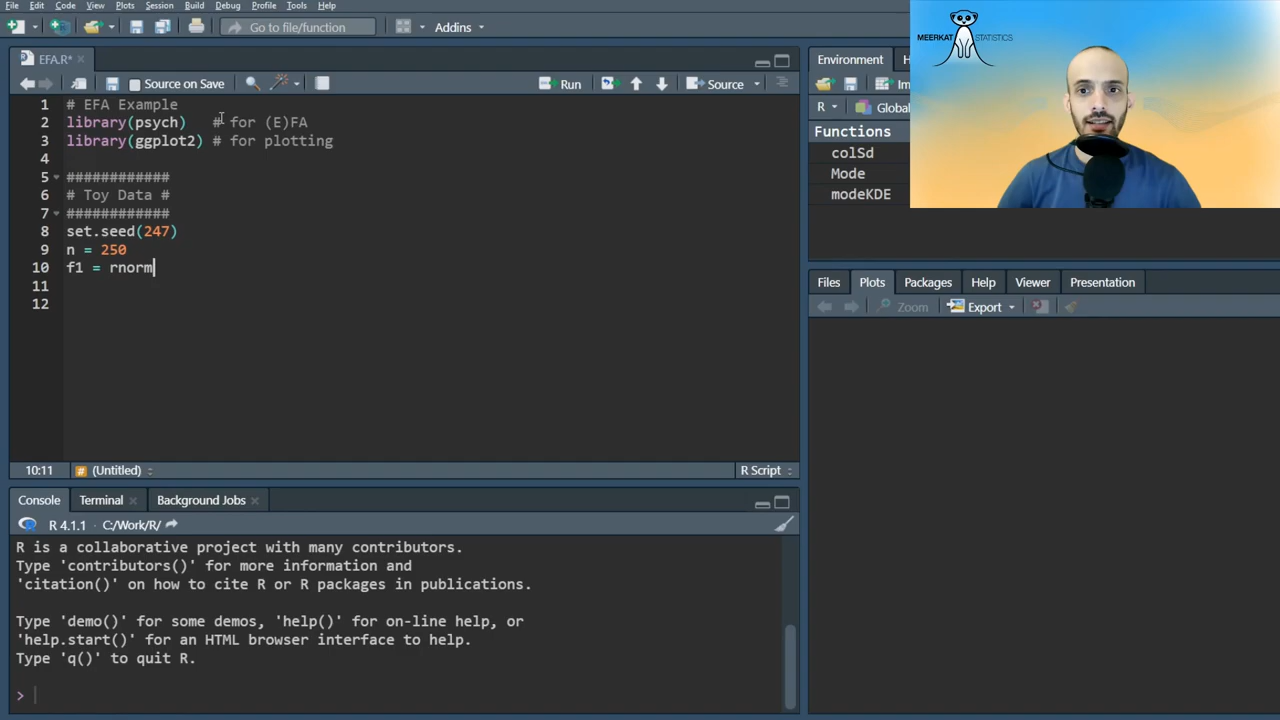 File Edit Code View Plots Session Build Debug Profile Tools Help
Go to file/function Addins
EFA.R*
Source on Save Run Source
1 # EFA Example
2 library(psych) # for (E)FA
3 library(ggplot2) # for plotting
4
5 ############
6 # Toy Data #
7 ############
8 set.seed(247)
9 n = 250
10 f1 = rnorm
11
12
10:11 (Untitled) R Script
Console Terminal Background Jobs
R 4.1.1 · C:/Work/R/
R is a collaborative project with many contributors.
Type 'contributors()' for more information and
'citation()' on how to cite R or R packages in publications.
Type 'demo()' for some demos, 'help()' for on-line help, or
'help.start()' for an HTML browser interface to help.
Type 'q()' to quit R.
>
Environment H
Im
R Global
Functions
colSd
Mode
modeKDE
MEERKAT STATISTICS
Files Plots Packages Help Viewer Presentation
Zoom Export